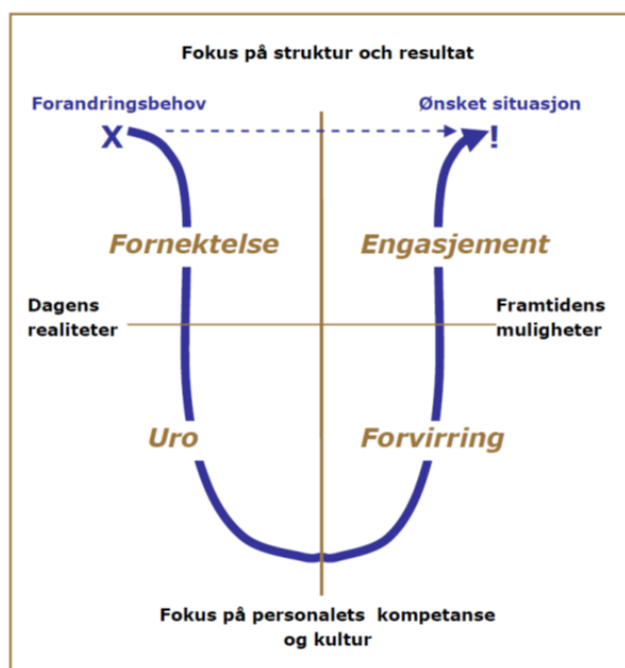 Fokus på struktur och resultat
Forandringsbehov
Ønsket situasjon
X
!
Fornektelse
Engasjement
Dagens
realiteter
Framtidens
muligheter
Uro
Forvirring
Fokus på personalets kompetanse
og kultur